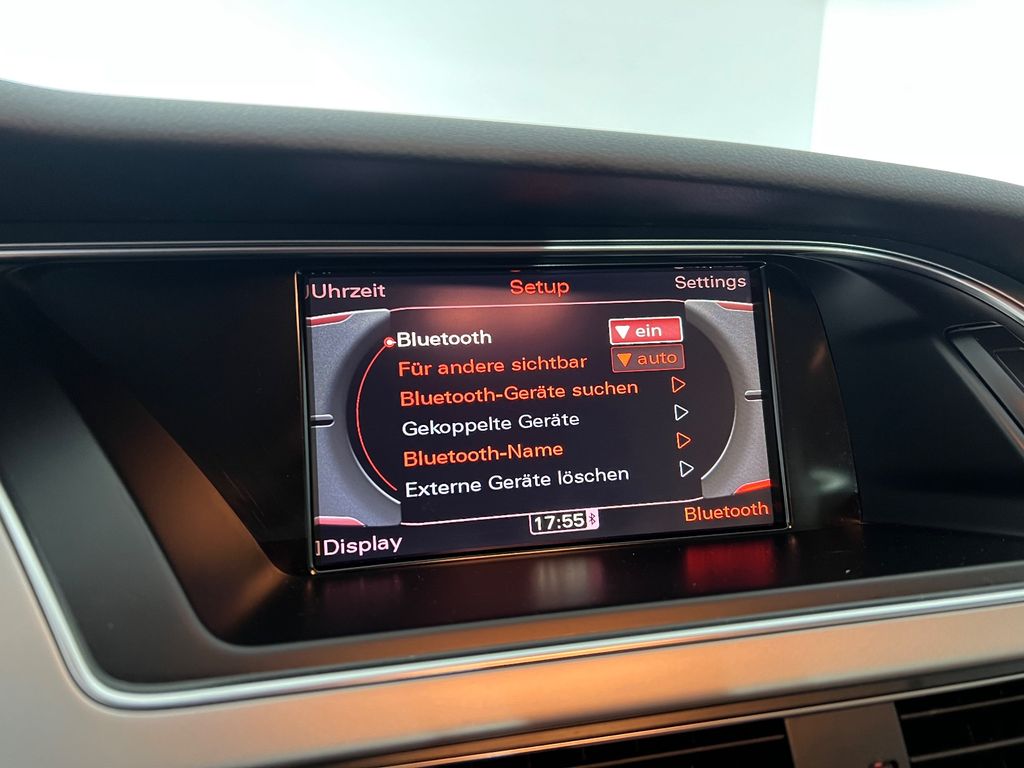 Uhrzeit
Setup
Settings
Bluetooth
ein
Für andere sichtbar
auto
Bluetooth-Geräte suchen
Gekoppelte Geräte
Bluetooth-Name
Externe Geräte löschen
17:55
Bluetooth
Display